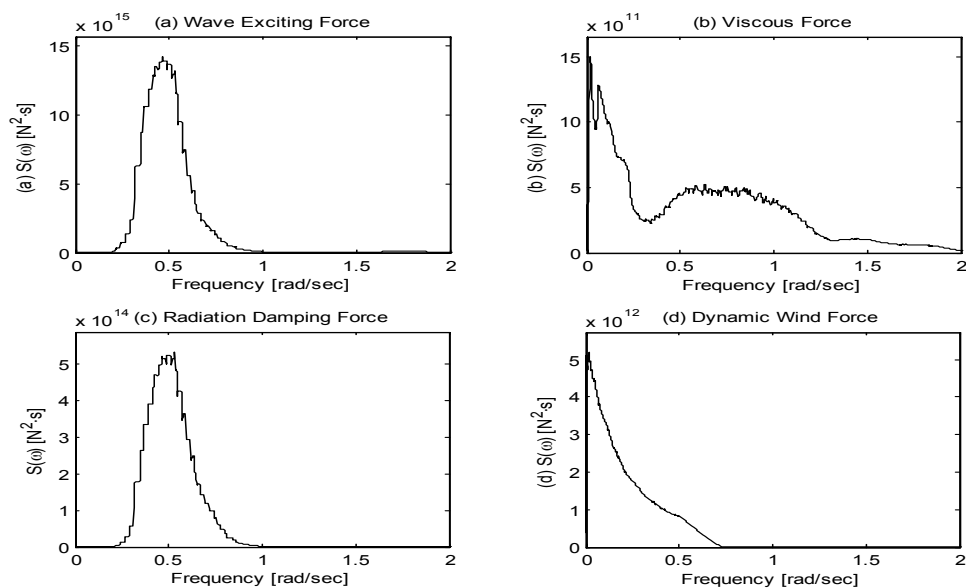 (a) Wave Exciting Force
x 10^15
15
10
5
0
0 0.5 1 1.5 2
Frequency [rad/sec]
(a) S(ω) [N²·s]
(b) Viscous Force
x 10^11
15
10
5
0
0 0.5 1 1.5 2
Frequency [rad/sec]
(b) S(ω) [N²·s]
(c) Radiation Damping Force
x 10^14
5
4
3
2
1
0
0 0.5 1 1.5 2
Frequency [rad/sec]
S(ω) [N²·s]
(d) Dynamic Wind Force
x 10^12
5
4
3
2
1
0
0 0.5 1 1.5 2
Frequency [rad/sec]
(d) S(ω) [N²·s]